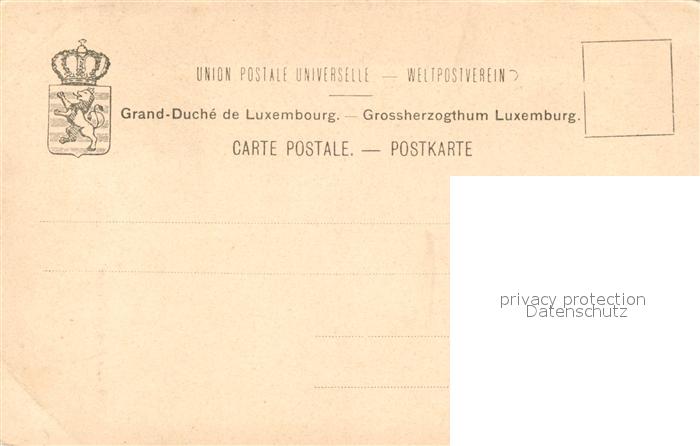 UNION POSTALE UNIVERSELLE — WELTPOSTVEREIN
Grand-Duché de Luxembourg. — Grossherzogthum Luxemburg.
CARTE POSTALE. — POSTKARTE
privacy protection
Datenschutz